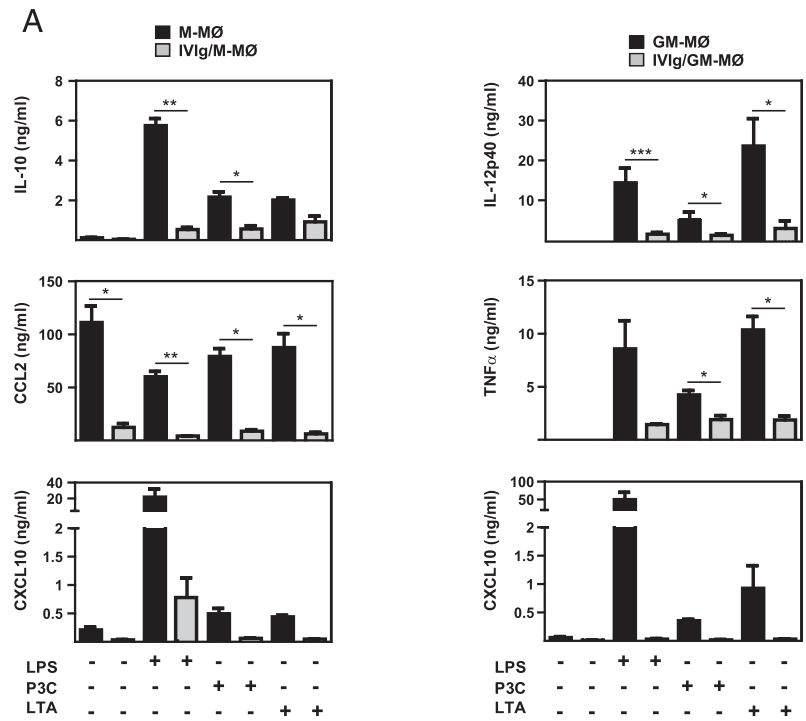 A
M-MØ
IVIg/M-MØ
GM-MØ
IVIg/GM-MØ
IL-10 (ng/ml)
8
6
4
2
**
*
IL-12p40 (ng/ml)
40
30
20
10
***
*
*
CCL2 (ng/ml)
150
100
50
*
**
*
*
TNFα (ng/ml)
15
10
5
*
*
CXCL10 (ng/ml)
40
20
2
1.5
1
0.5
CXCL10 (ng/ml)
100
50
2
1.5
1
0.5
LPS - - + + - - - - - - + + - - - -
P3C - - - - + + - - - - - - + + - -
LTA - - - - - - + + - - - - - - + +